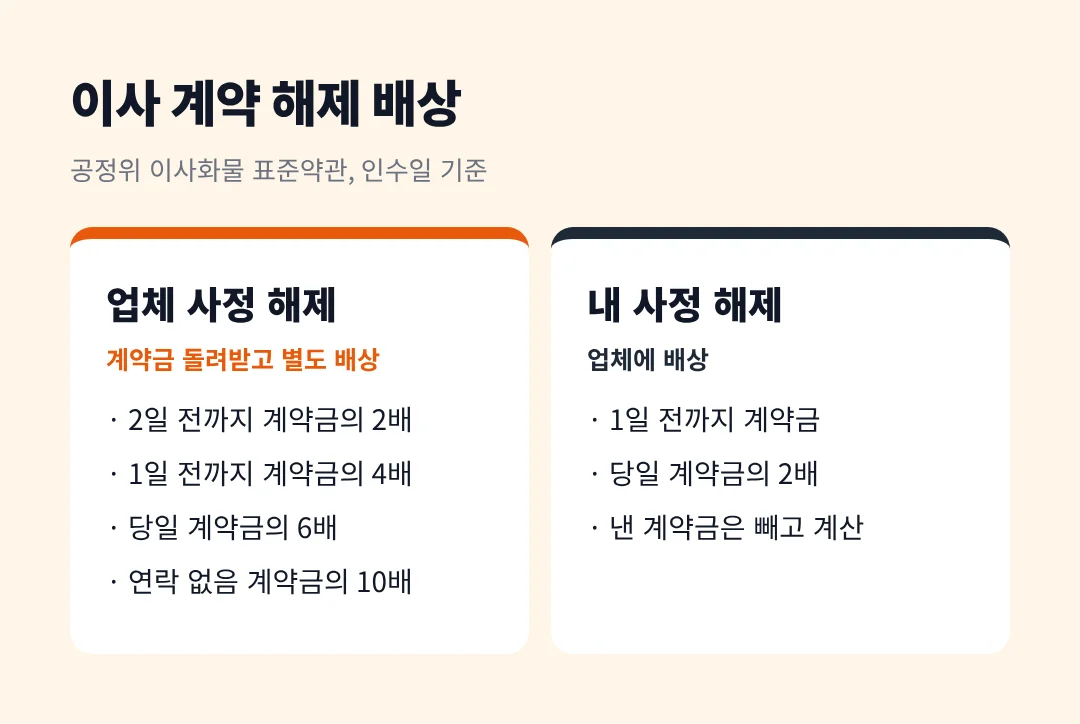 이사 계약 해제 배상
공정위 이사화물 표준약관, 인수일 기준
업체 사정 해제
계약금 돌려받고 별도 배상
· 2일 전까지 계약금의 2배
· 1일 전까지 계약금의 4배
· 당일 계약금의 6배
· 연락 없음 계약금의 10배
내 사정 해제
업체에 배상
· 1일 전까지 계약금
· 당일 계약금의 2배
· 낸 계약금은 빼고 계산